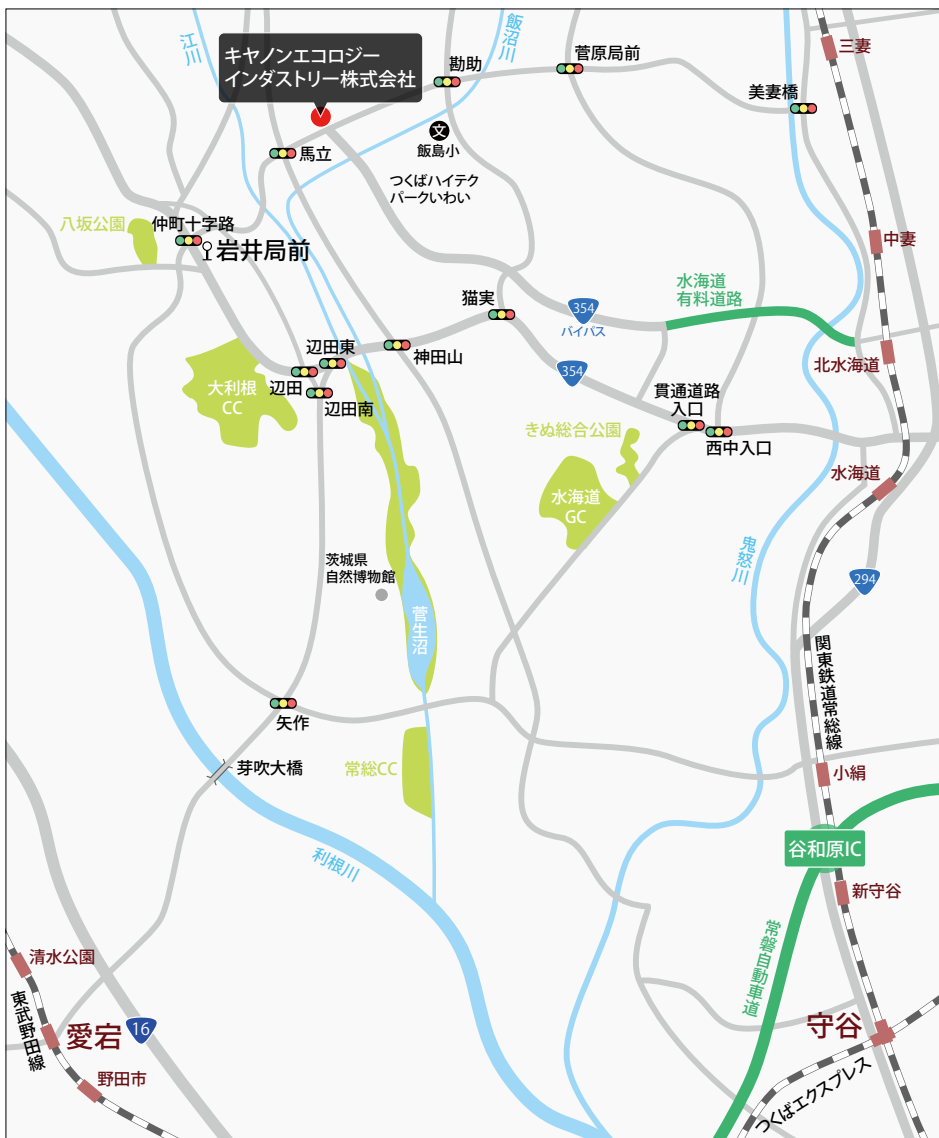 江川
飯沼川
キヤノンエコロジー
インダストリー株式会社
勘助
菅原局前
三妻
美妻橋
文
飯島小
馬立
つくばハイテク
パークいわい
八坂公園
仲町十字路
岩井局前
中妻
水海道
有料道路
猫実
354
バイパス
辺田東
神田山
354
北水海道
大利根
CC
辺田
辺田南
貫通道路
入口
きぬ総合公園
西中入口
水海道
水海道
GC
鬼怒川
茨城県
自然博物館
294
菅生沼
関東鉄道常総線
矢作
芽吹大橋
常総CC
小絹
谷和原IC
利根川
新守谷
常磐自動車道
清水公園
東武野田線
愛宕
16
守谷
野田市
つくばエクスプレス